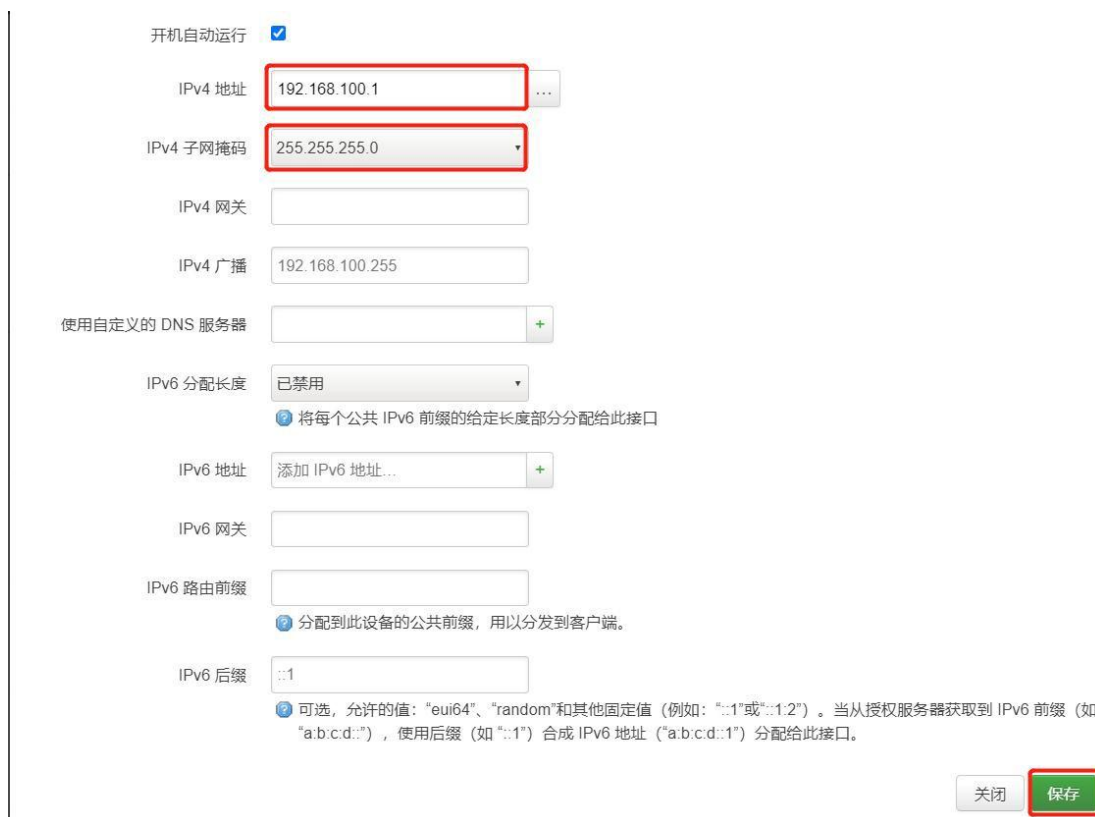 开机自动运行
IPv4 地址 192.168.100.1 ...
IPv4 子网掩码 255.255.255.0
IPv4 网关
IPv4 广播 192.168.100.255
使用自定义的 DNS 服务器 +
IPv6 分配长度 已禁用
将每个公共 IPv6 前缀的给定长度部分分配给此接口
IPv6 地址 添加 IPv6 地址... +
IPv6 网关
IPv6 路由前缀
分配到此设备的公共前缀，用以分发到客户端。
IPv6 后缀 ::1
可选，允许的值：“eui64”、“random”和其他固定值（例如：“::1”或“::1:2”）。当从授权服务器获取到 IPv6 前缀（如
“a:b:c:d::”），使用后缀（如 “::1”）合成 IPv6 地址（“a:b:c:d::1”）分配给此接口。
关闭 保存